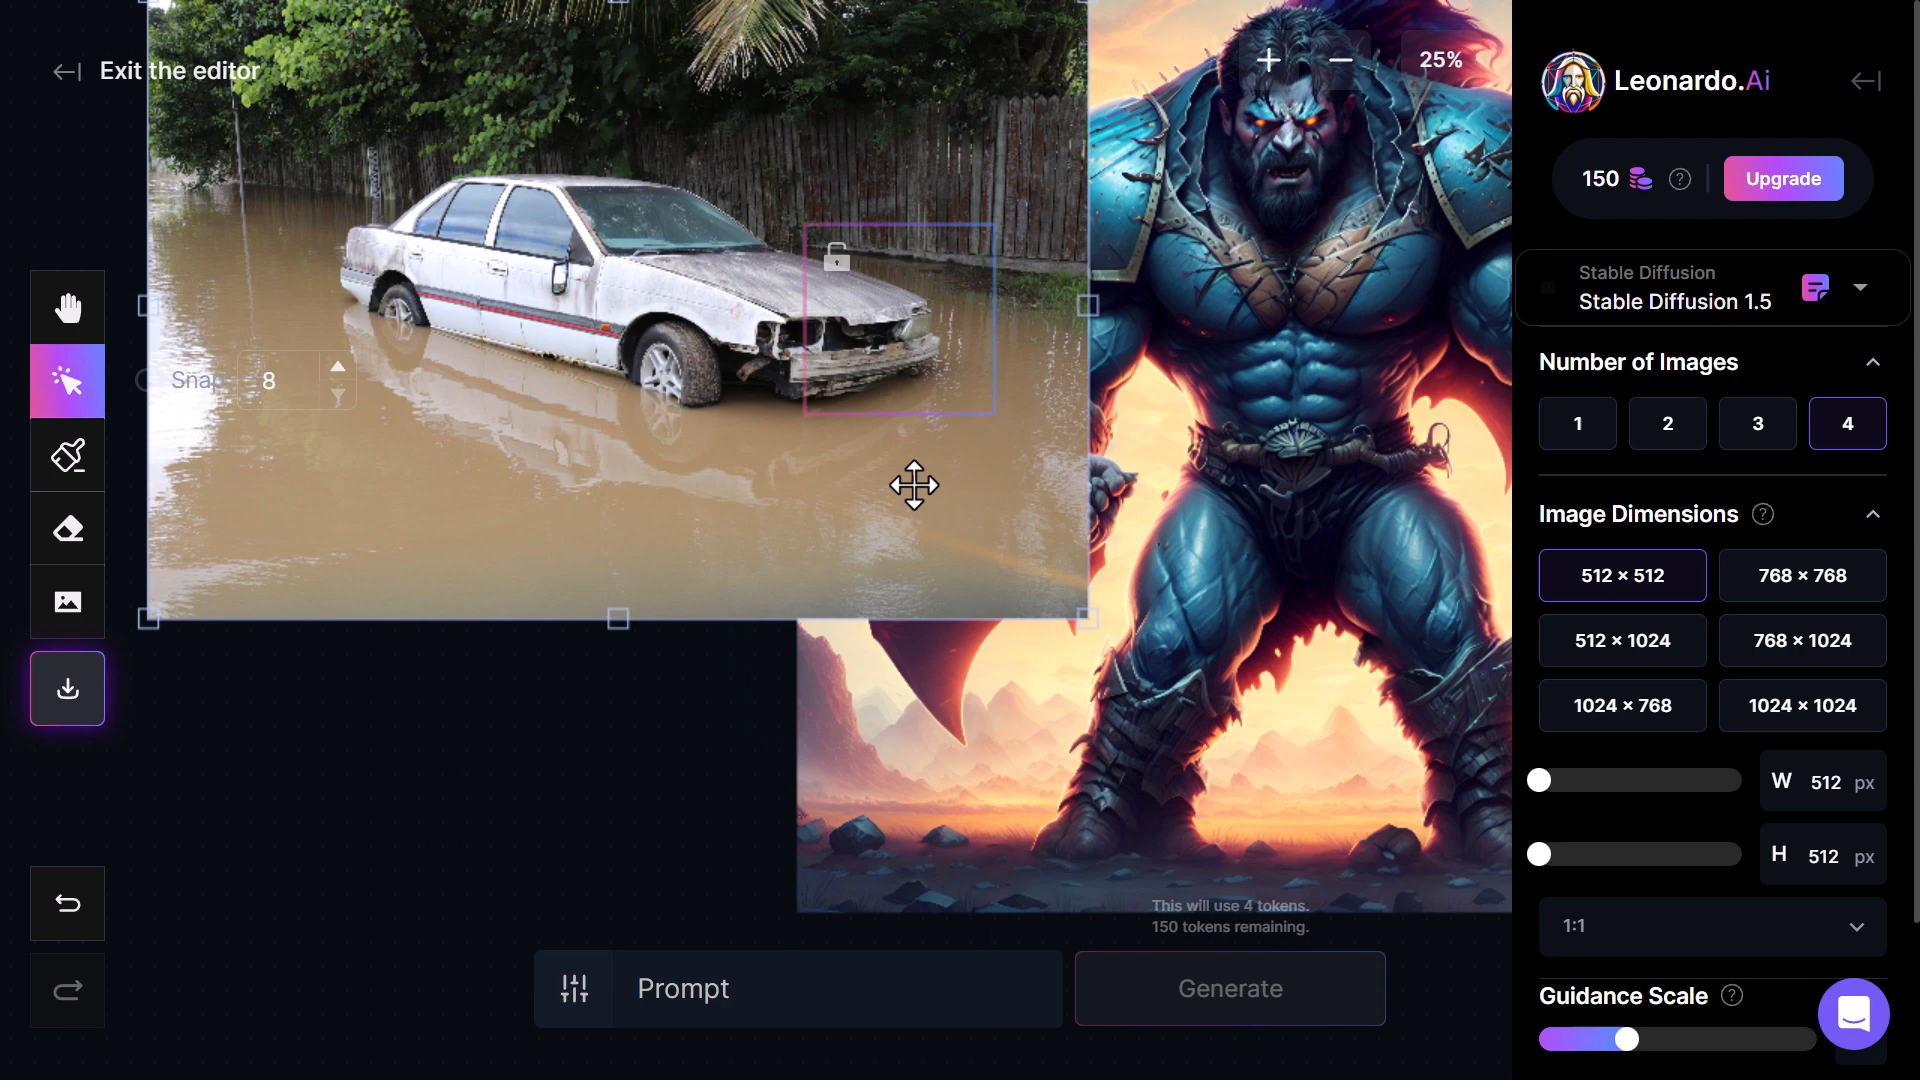 Exit the editor
25%
Leonardo.Ai
150
Upgrade
Stable Diffusion
Stable Diffusion 1.5
Number of Images
1
2
3
4
Snap
8
Image Dimensions
512 × 512
768 × 768
512 × 1024
768 × 1024
1024 × 768
1024 × 1024
W 512 px
H 512 px
This will use 4 tokens.
150 tokens remaining.
1:1
Prompt
Generate
Guidance Scale